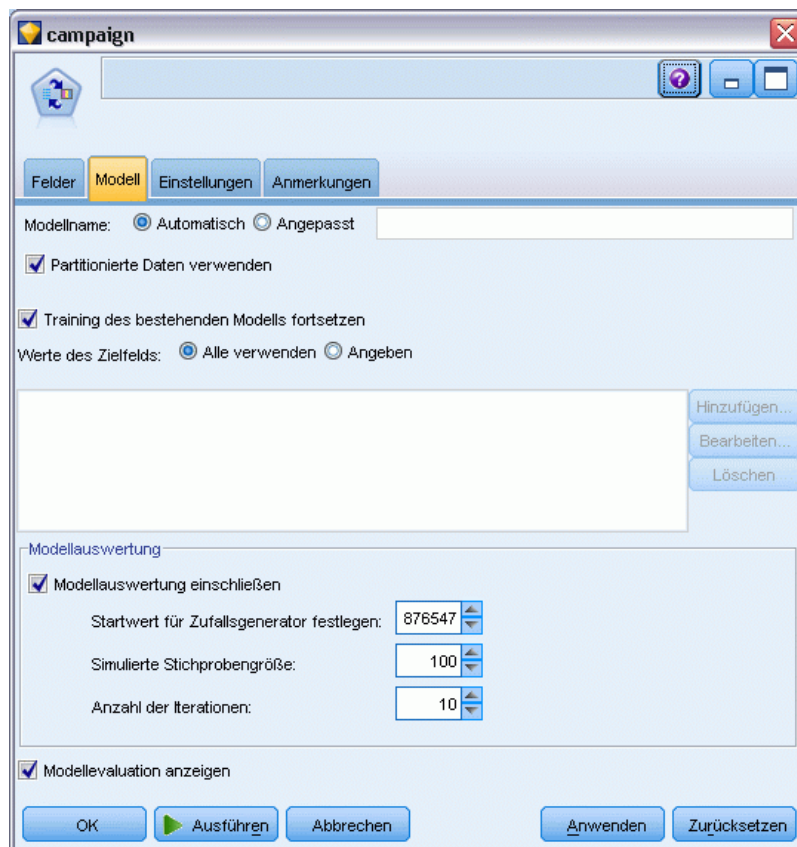 campaign
Felder Modell Einstellungen Anmerkungen
Modellname: Automatisch Angepasst
Partitionierte Daten verwenden
Training des bestehenden Modells fortsetzen
Werte des Zielfelds: Alle verwenden Angeben
Hinzufügen...
Bearbeiten...
Löschen
Modellauswertung
Modellauswertung einschließen
Startwert für Zufallsgenerator festlegen: 876547
Simulierte Stichprobengröße: 100
Anzahl der Iterationen: 10
Modellevaluation anzeigen
OK Ausführen Abbrechen Anwenden Zurücksetzen